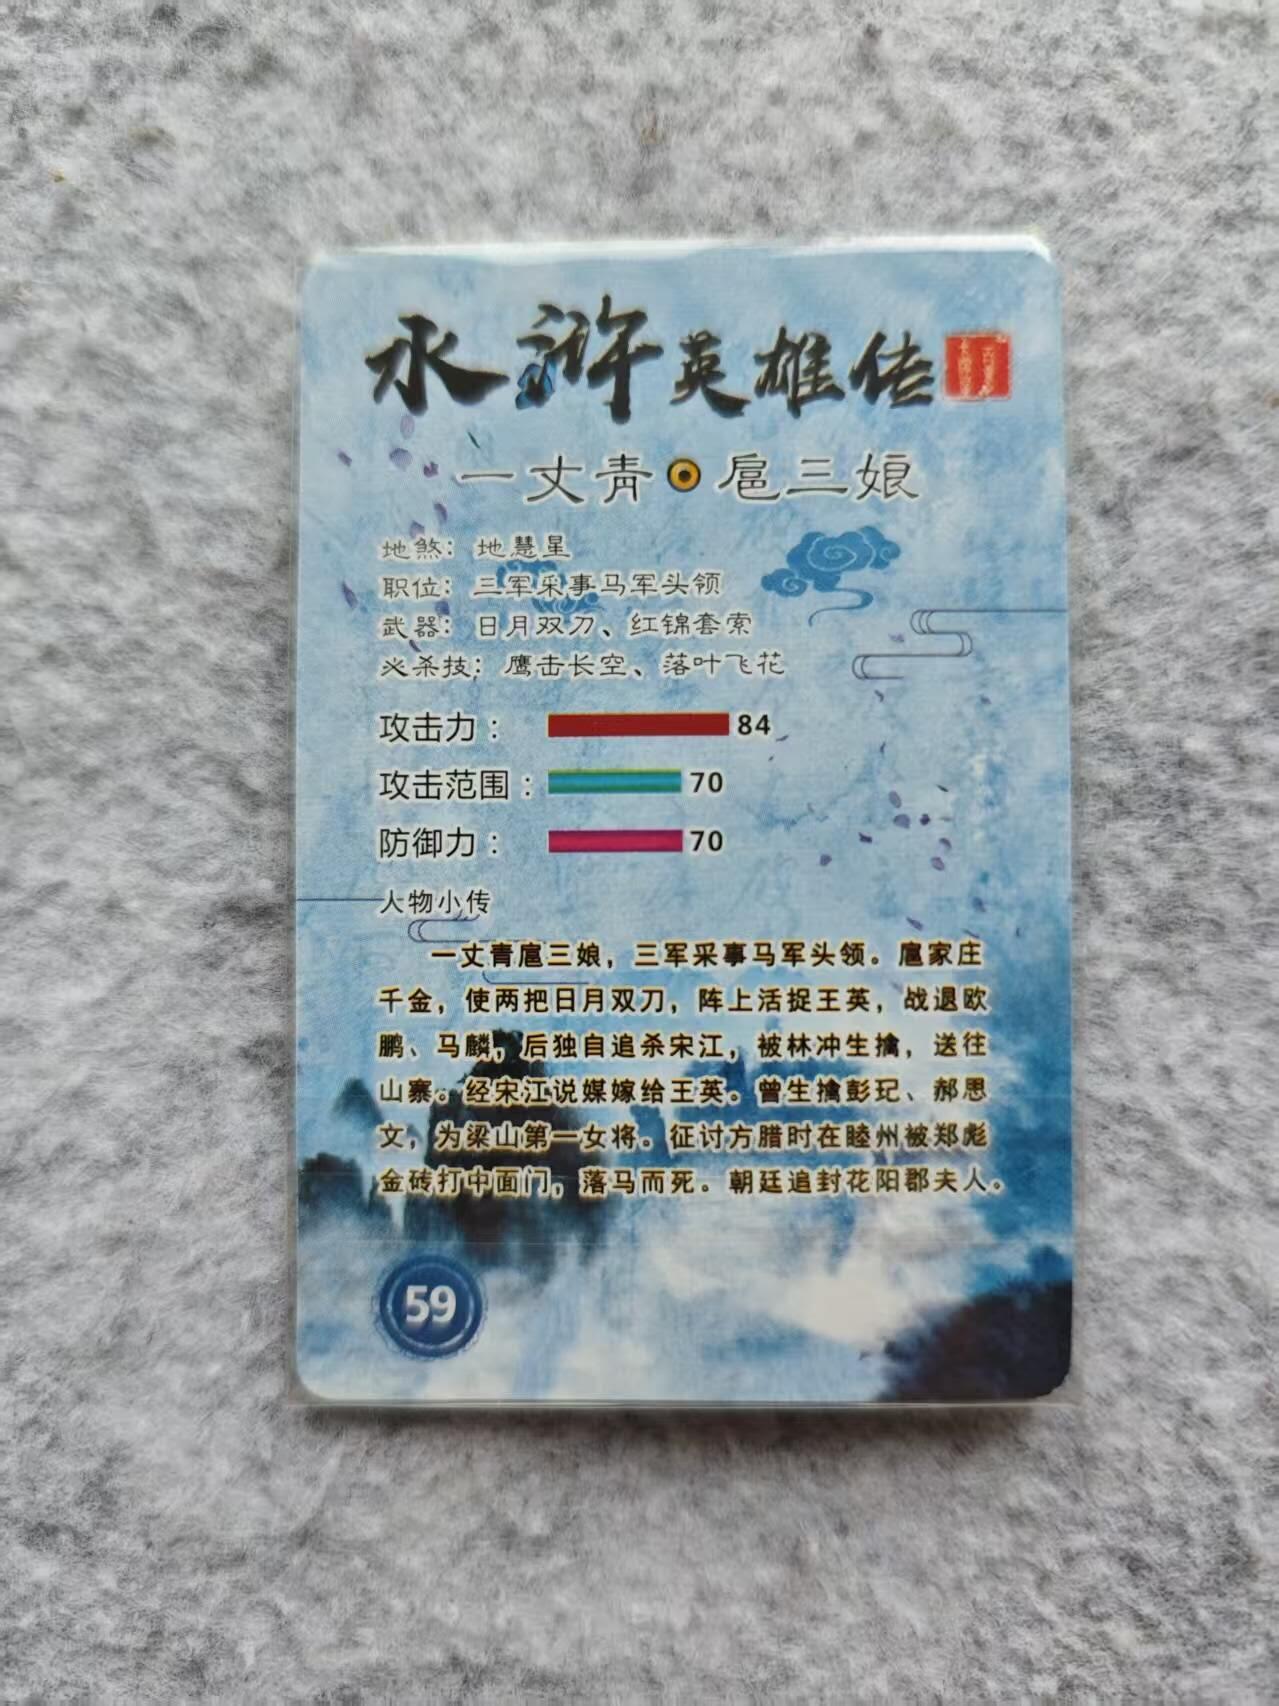 水浒英雄传
一丈青 扈三娘
地煞：地慧星
职位：三军采事马军头领
武器：日月双刀、红锦套索
必杀技：鹰击长空、落叶飞花
攻击力： 84
攻击范围： 70
防御力： 70
人物小传
一丈青扈三娘，三军采事马军头领。扈家庄
千金，使两把日月双刀，阵上活捉王英，战退欧
鹏、马麟，后独自追杀宋江，被林冲生擒，送往
山寨。经宋江说媒嫁给王英。曾生擒彭玘、郝思
文，为梁山第一女将。征讨方腊时在睦州被郑彪
金砖打中面门，落马而死。朝廷追封花阳郡夫人。
59